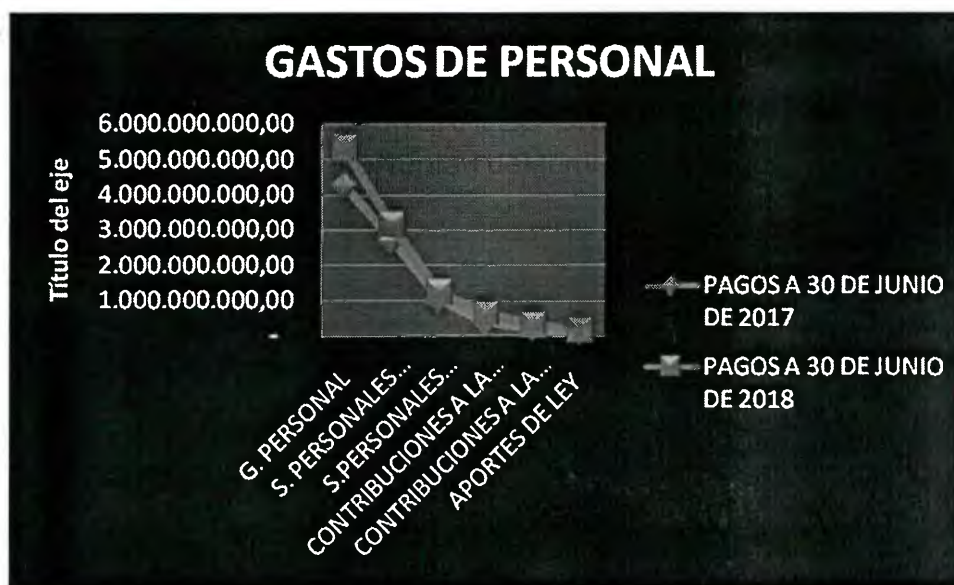 GASTOS DE PERSONAL
Título del eje
6.000.000.000,00
5.000.000.000,00
4.000.000.000,00
3.000.000.000,00
2.000.000.000,00
1.000.000.000,00
-
G. PERSONAL
S. PERSONALES...
S.PERSONALES...
CONTRIBUCIONES A LA...
CONTRIBUCIONES A LA...
APORTES DE LEY
PAGOS A 30 DE JUNIO
DE 2017
PAGOS A 30 DE JUNIO
DE 2018